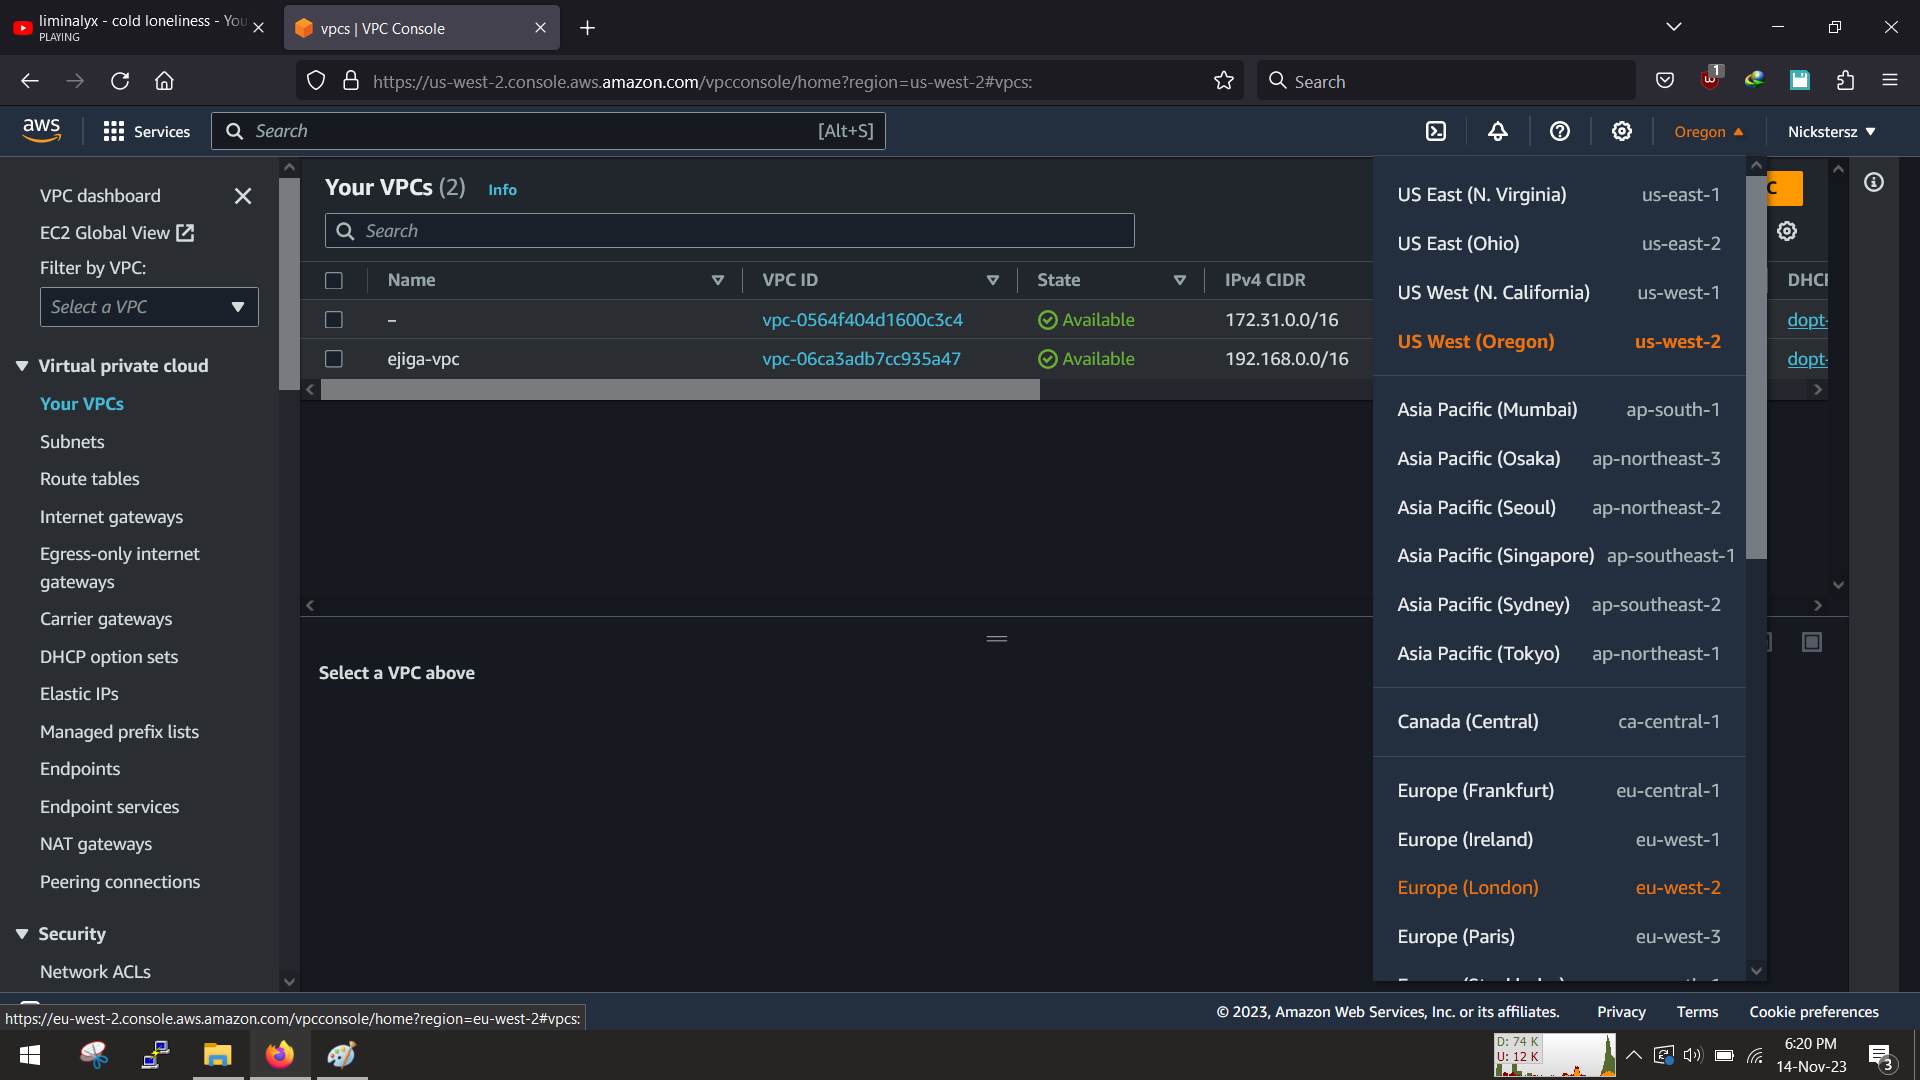 liminalyx - cold loneliness - You
PLAYING
vpcs | VPC Console
https://us-west-2.console.aws.amazon.com/vpcconsole/home?region=us-west-2#vpcs:
Search
1
aws
Services
Search
[Alt+S]
Oregon
Nickstersz
VPC dashboard
EC2 Global View
Filter by VPC:
Select a VPC
Virtual private cloud
Your VPCs
Subnets
Route tables
Internet gateways
Egress-only internet
gateways
Carrier gateways
DHCP option sets
Elastic IPs
Managed prefix lists
Endpoints
Endpoint services
NAT gateways
Peering connections
Security
Network ACLs
Your VPCs (2) Info
Search
Name VPC ID State IPv4 CIDR DHCP
– vpc-0564f404d1600c3c4 Available 172.31.0.0/16 dopt-
ejiga-vpc vpc-06ca3adb7cc935a47 Available 192.168.0.0/16 dopt-
Select a VPC above
US East (N. Virginia) us-east-1
US East (Ohio) us-east-2
US West (N. California) us-west-1
US West (Oregon) us-west-2
Asia Pacific (Mumbai) ap-south-1
Asia Pacific (Osaka) ap-northeast-3
Asia Pacific (Seoul) ap-northeast-2
Asia Pacific (Singapore) ap-southeast-1
Asia Pacific (Sydney) ap-southeast-2
Asia Pacific (Tokyo) ap-northeast-1
Canada (Central) ca-central-1
Europe (Frankfurt) eu-central-1
Europe (Ireland) eu-west-1
Europe (London) eu-west-2
Europe (Paris) eu-west-3
https://eu-west-2.console.aws.amazon.com/vpcconsole/home?region=eu-west-2#vpcs:
© 2023, Amazon Web Services, Inc. or its affiliates.
Privacy
Terms
Cookie preferences
D: 74 K
U: 12 K
6:20 PM
14-Nov-23
3